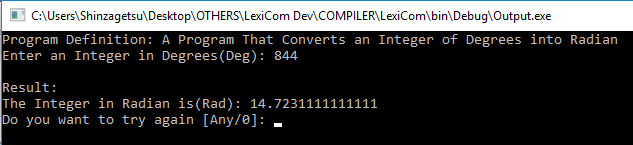 C:\Users\Shinzagetsu\Desktop\OTHERS\LexiCom Dev\COMPILER\LexiCom\bin\Debug\Output.exe
Program Definition: A Program That Converts an Integer of Degrees into Radian
Enter an Integer in Degrees(Deg): 844
Result:
The Integer in Radian is(Rad): 14.7231111111111
Do you want to try again [Any/0]: